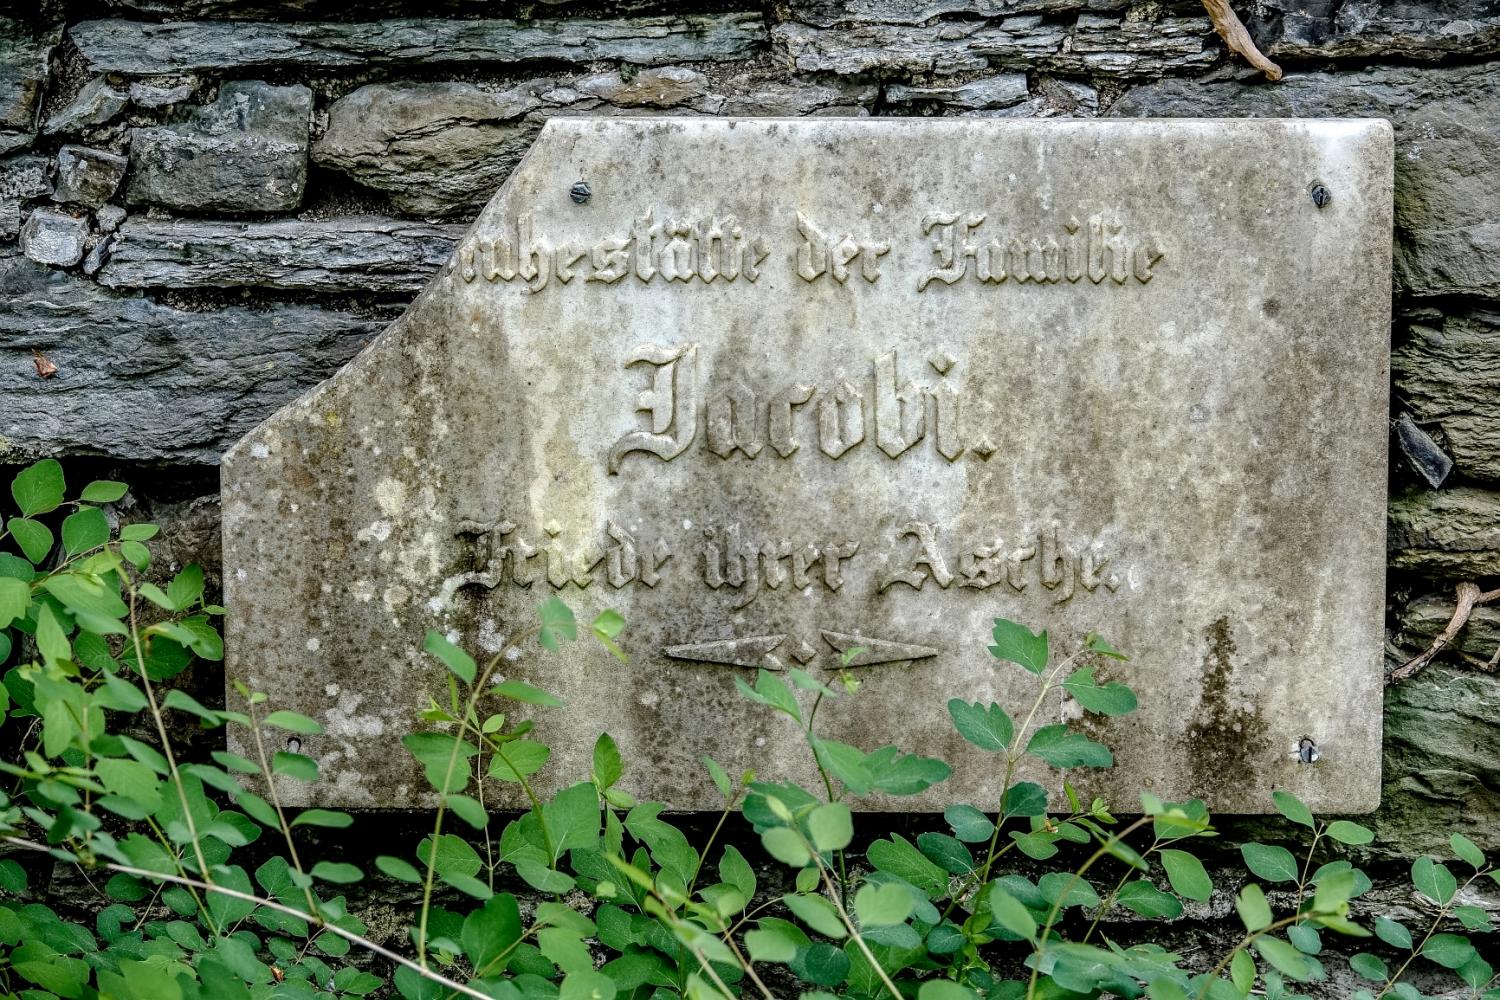 uhestätte der Familie
Jacobi.
Friede ihrer Asche.